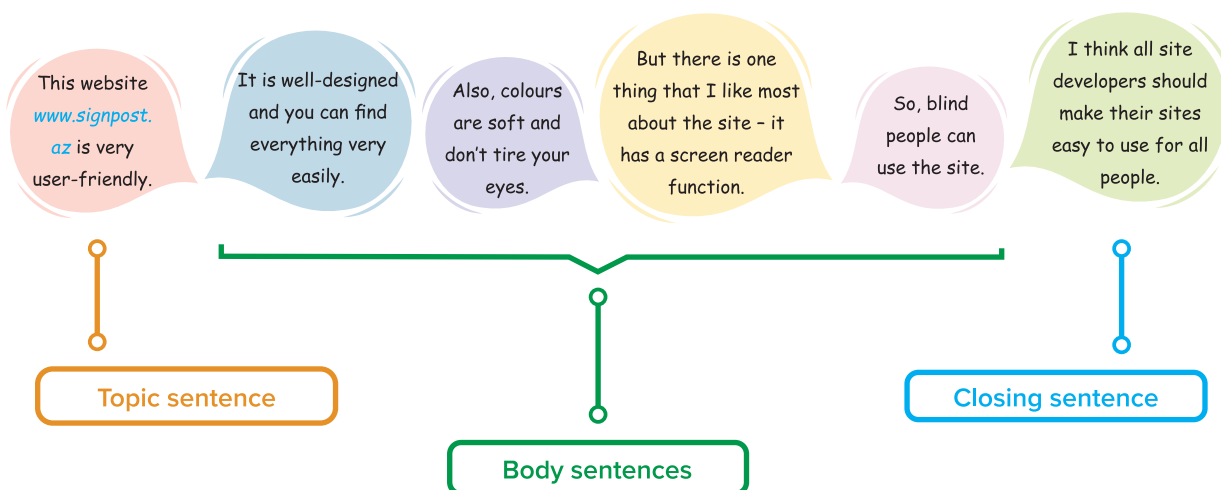 This website
www.signpost.
az is very
user-friendly.
It is well-designed
and you can find
everything very
easily.
Also, colours
are soft and
don't tire your
eyes.
But there is one
thing that I like most
about the site – it
has a screen reader
function.
So, blind
people can
use the site.
I think all site
developers should
make their sites
easy to use for all
people.
Topic sentence
Body sentences
Closing sentence